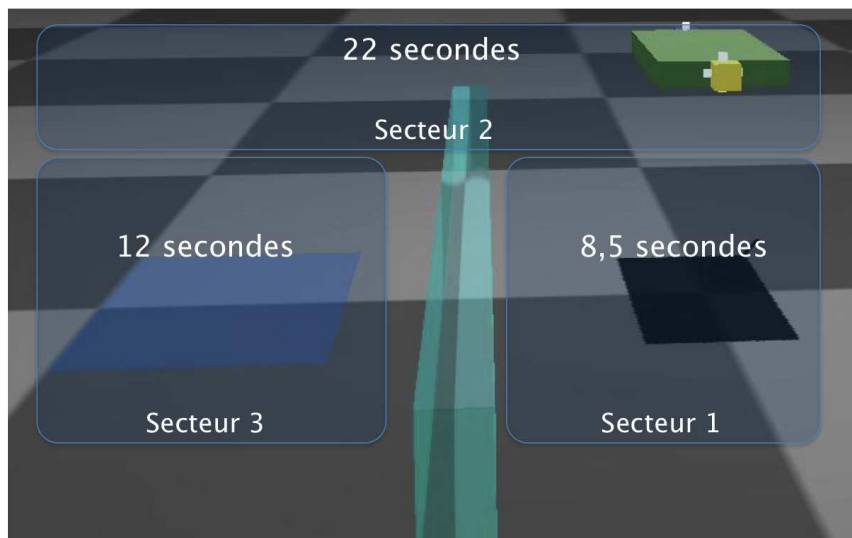 22 secondes
Secteur 2
12 secondes
Secteur 3
8,5 secondes
Secteur 1